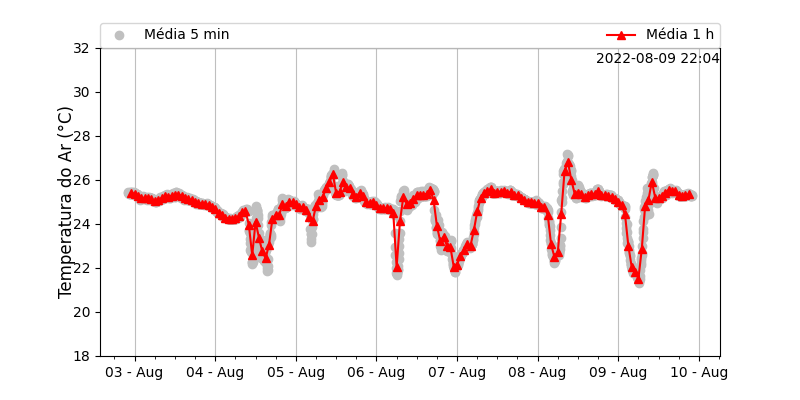 Média 5 min
Média 1 h
2022-08-09 22:04
Temperatura do Ar (°C)
32
30
28
26
24
22
20
18
03 - Aug
04 - Aug
05 - Aug
06 - Aug
07 - Aug
08 - Aug
09 - Aug
10 - Aug